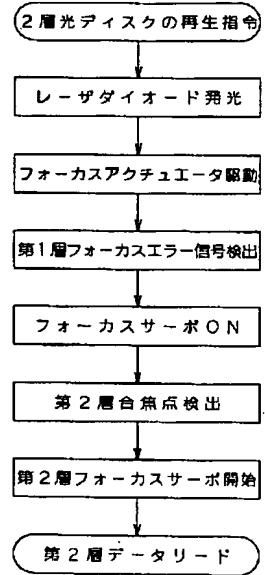 2層光ディスクの再生指令
レーザダイオード発光
フォーカスアクチュエータ駆動
第1層フォーカスエラー信号検出
フォーカスサーボON
第2層合焦点検出
第2層フォーカスサーボ開始
第2層データリード